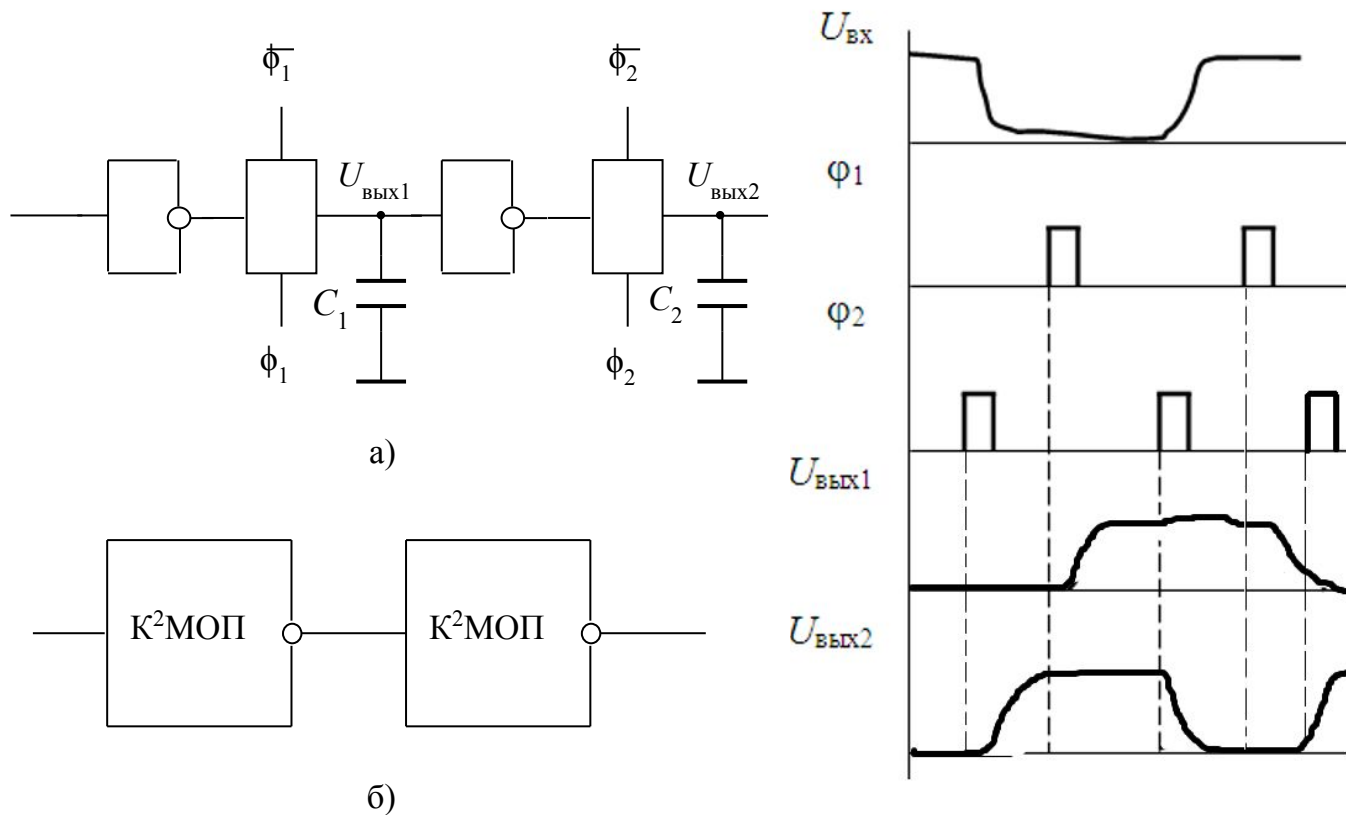 ϕ̅₁
ϕ̅₂
Uвых1
Uвых2
C₁
C₂
ϕ₁
ϕ₂
а)
К²МОП
К²МОП
б)
Uвх
φ1
φ2
Uвых1
Uвых2